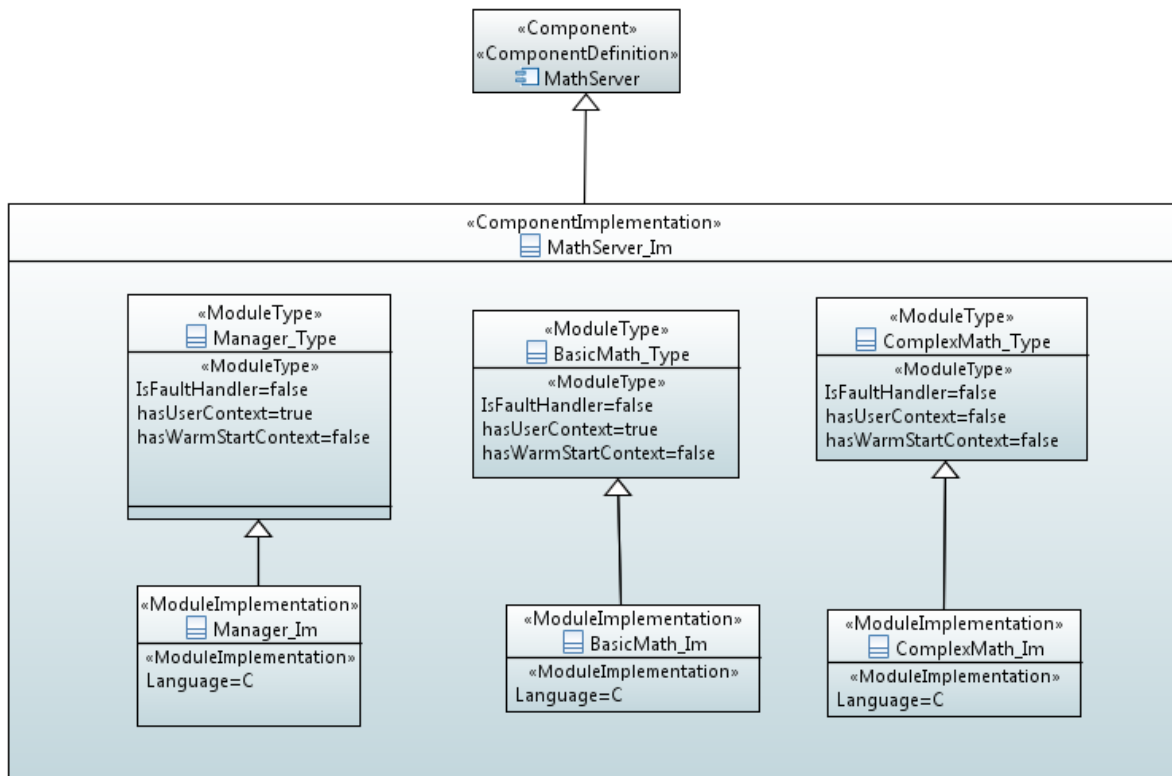 «Component»
«ComponentDefinition»
MathServer
«ComponentImplementation»
MathServer_Im
«ModuleType»
Manager_Type
«ModuleType»
IsFaultHandler=false
hasUserContext=true
hasWarmStartContext=false
«ModuleType»
BasicMath_Type
«ModuleType»
IsFaultHandler=false
hasUserContext=true
hasWarmStartContext=false
«ModuleType»
ComplexMath_Type
«ModuleType»
IsFaultHandler=false
hasUserContext=false
hasWarmStartContext=false
«ModuleImplementation»
Manager_Im
«ModuleImplementation»
Language=C
«ModuleImplementation»
BasicMath_Im
«ModuleImplementation»
Language=C
«ModuleImplementation»
ComplexMath_Im
«ModuleImplementation»
Language=C